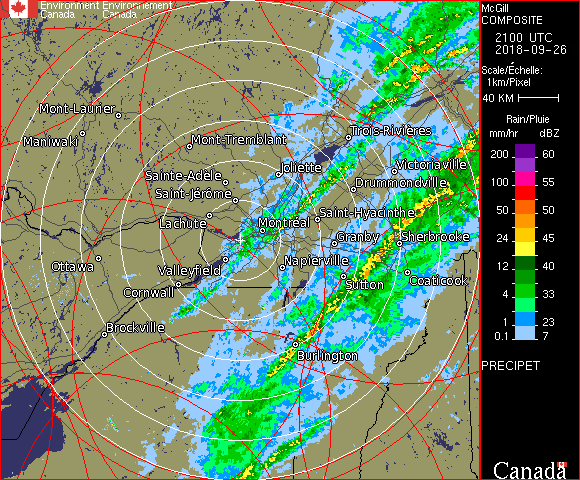 Environment Environnement
Canada Canada
McGill
COMPOSITE
2100 UTC
2018-09-26
Scale/Échelle:
1km/Pixel
40 KM
Rain/Pluie
mm/hr dBZ
200 60
100 55
50 50
24 45
12 40
4 33
1 23
0.1 7
PRECIPET
Canada
Mont-Laurier
Maniwaki
Mont-Tremblant
Trois-Rivières
Sainte-Adèle
Joliette
Victoriaville
Saint-Jérôme
Drummondville
Lachute
Montréal
Saint-Hyacinthe
Granby
Sherbrooke
Ottawa
Valleyfield
Napierville
Cornwall
Sutton
Coaticook
Brockville
Burlington